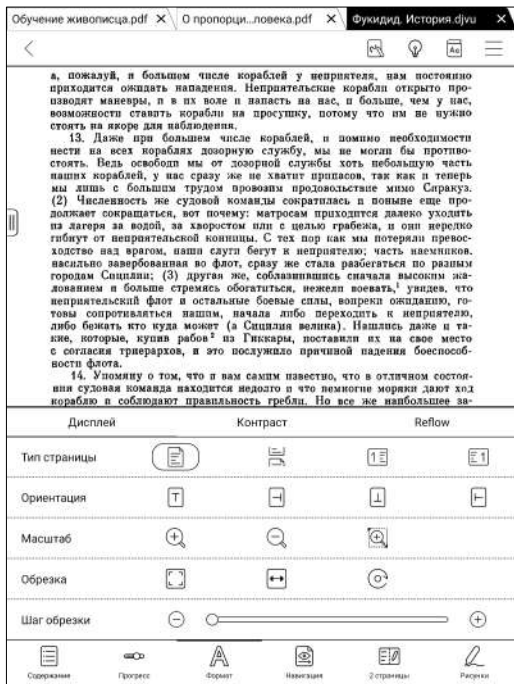 Обучение живописца.pdf X О пропорци...ловека.pdf X Фукидид. История.djvu X
а, пожалуй, и большем числе кораблей у неприятеля, нам постоянно
приходится ожидать нападения. Неприятельские корабли открыто про-
изводят маневры, и в их воле и напасть на нас, и больше, чем у нас,
возможности ставить корабли на просушку, потому что им не нужно
стоять на якоре для наблюдения.
13. Даже при большем числе кораблей, и помимо необходимости
нести на всех кораблях дозорную службу, мы не могли бы противо-
стоять. Ведь освободи мы от дозорной службы хоть небольшую часть
наших кораблей, у нас сразу же не хватит припасов, так как и теперь
мы лишь с большим трудом провозим продовольствие мимо Сиракуз.
(2) Численность же судовой команды сократилась и поныне еще про-
должает сокращаться, вот почему: матросам приходится далеко уходить
из лагеря за водой, за хворостом или с целью грабежа, и они нередко
гибнут от неприятельской конницы. С тех пор как мы потеряли превос-
ходство над врагом, наши слуги бегут к неприятелю; часть наемников,
насильно завербованная во флот, сразу же стала разбегаться по разным
городам Сицилии; (3) другая же, соблазнившись сначала высоким жа-
лованием и больше стремясь обогатиться, нежели воевать,¹ увидев, что
неприятельский флот и остальные боевые силы, вопреки ожиданию, го-
товы сопротивляться нашим, начала либо переходить к неприятелю,
либо бежать кто куда может (а Сицилия велика). Нашлись даже и та-
кие, которые, купив рабов² из Гиккары, поставили их на свое место
с согласия триерархов, и это послужило причиной падения боеспособ-
ности флота.
14. Упомяну о том, что и вам самим известно, что в отличном состоя-
нии судовая команда находится недолго и что немногие моряки дают ход
кораблю и соблюдают правильность гребли. Но все же наибольшее за-
Дисплей Контраст Reflow
Тип страницы
Ориентация
Масштаб
Обрезка
Шаг обрезки
Содержание Прогресс Формат Навигация 2 страницы Рисунки